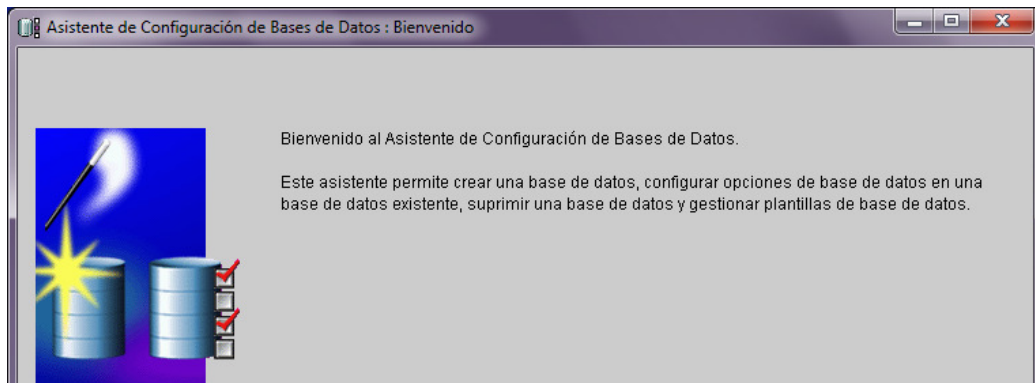 Asistente de Configuración de Bases de Datos : Bienvenido
Bienvenido al Asistente de Configuración de Bases de Datos.
Este asistente permite crear una base de datos, configurar opciones de base de datos en una
base de datos existente, suprimir una base de datos y gestionar plantillas de base de datos.